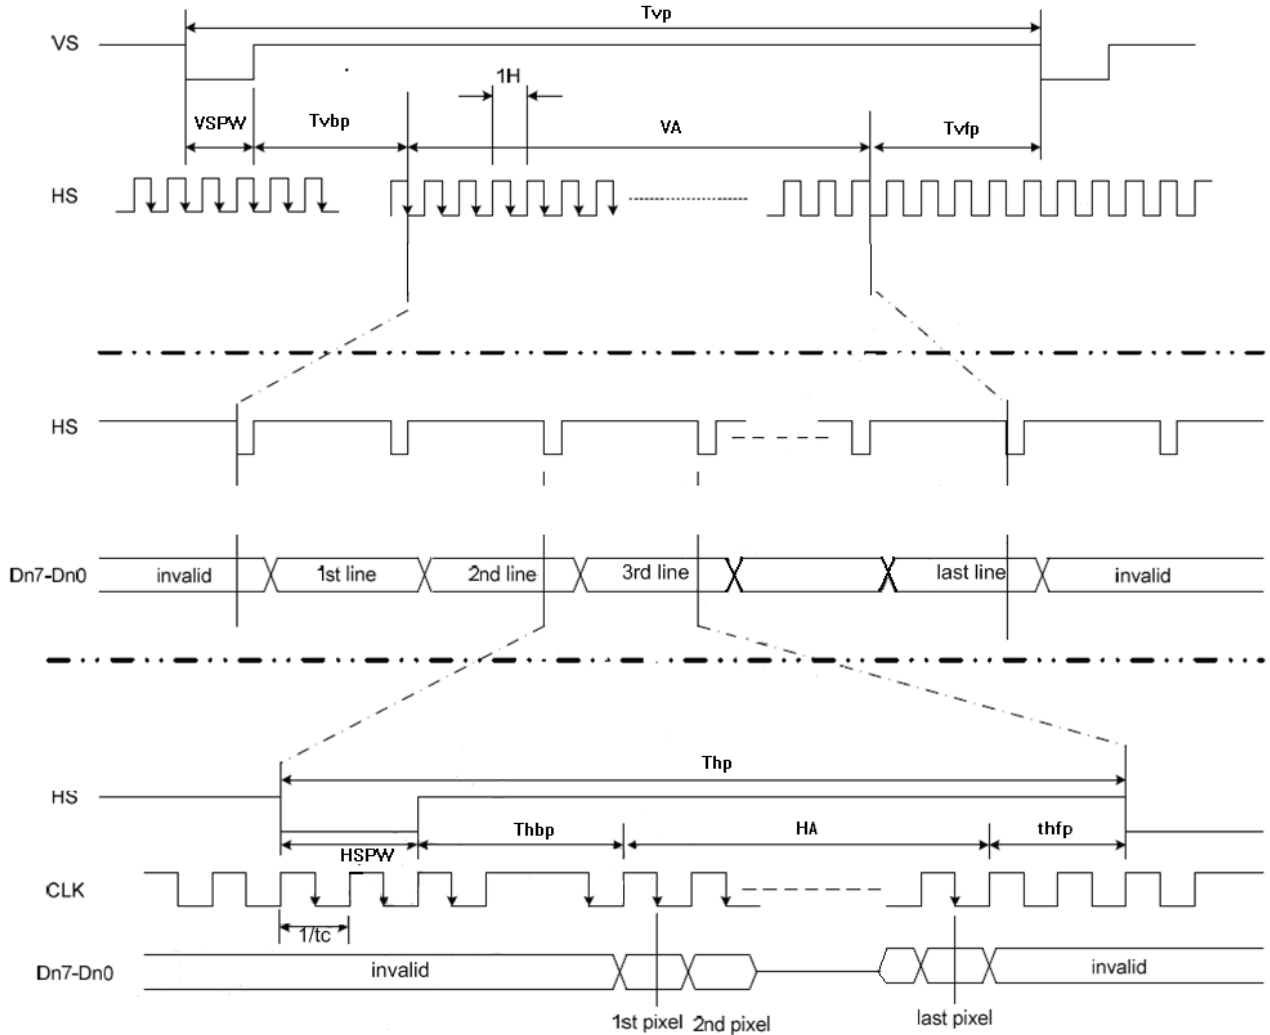 Tvp
VS
1H
VSPW
Tvbp
VA
Tvfp
HS
HS
Dn7-Dn0
invalid
1st line
2nd line
3rd line
last line
invalid
Thp
HS
Thbp
HA
thfp
HSPW
CLK
1/tc
Dn7-Dn0
invalid
invalid
1st pixel
2nd pixel
last pixel